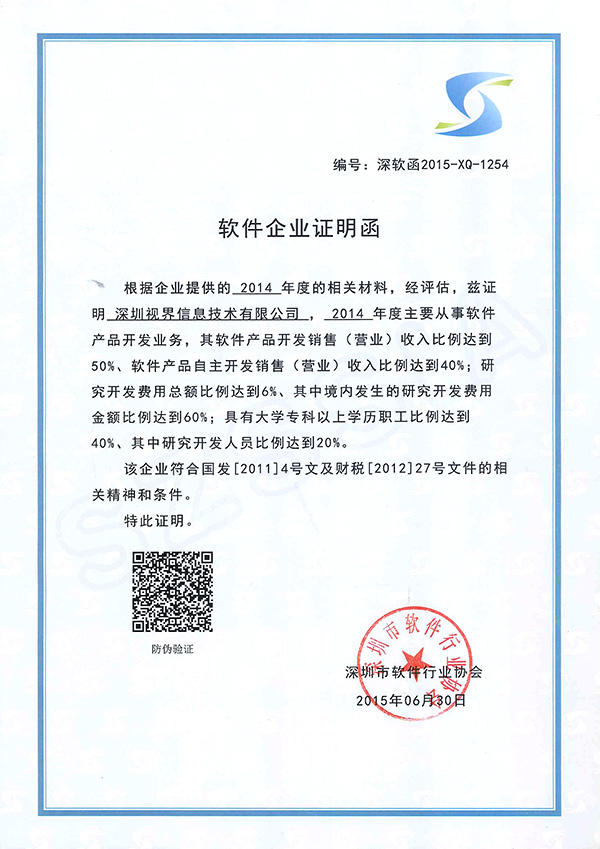 编号：深软函2015-XQ-1254
软件企业证明函
根据企业提供的 2014 年度的相关材料，经评估，兹证
明 深圳视界信息技术有限公司 ， 2014 年度主要从事软件
产品开发业务，其软件产品开发销售（营业）收入比例达到
50%、软件产品自主开发销售（营业）收入比例达到40%；研
究开发费用总额比例达到6%、其中境内发生的研究开发费用
金额比例达到60%；具有大学专科以上学历职工比例达到
40%、其中研究开发人员比例达到20%。
该企业符合国发[2011]4号文及财税[2012]27号文件的相
关精神和条件。
特此证明。
防伪验证
深圳市软件行业协会
深圳市软件行业协会
2015年06月30日